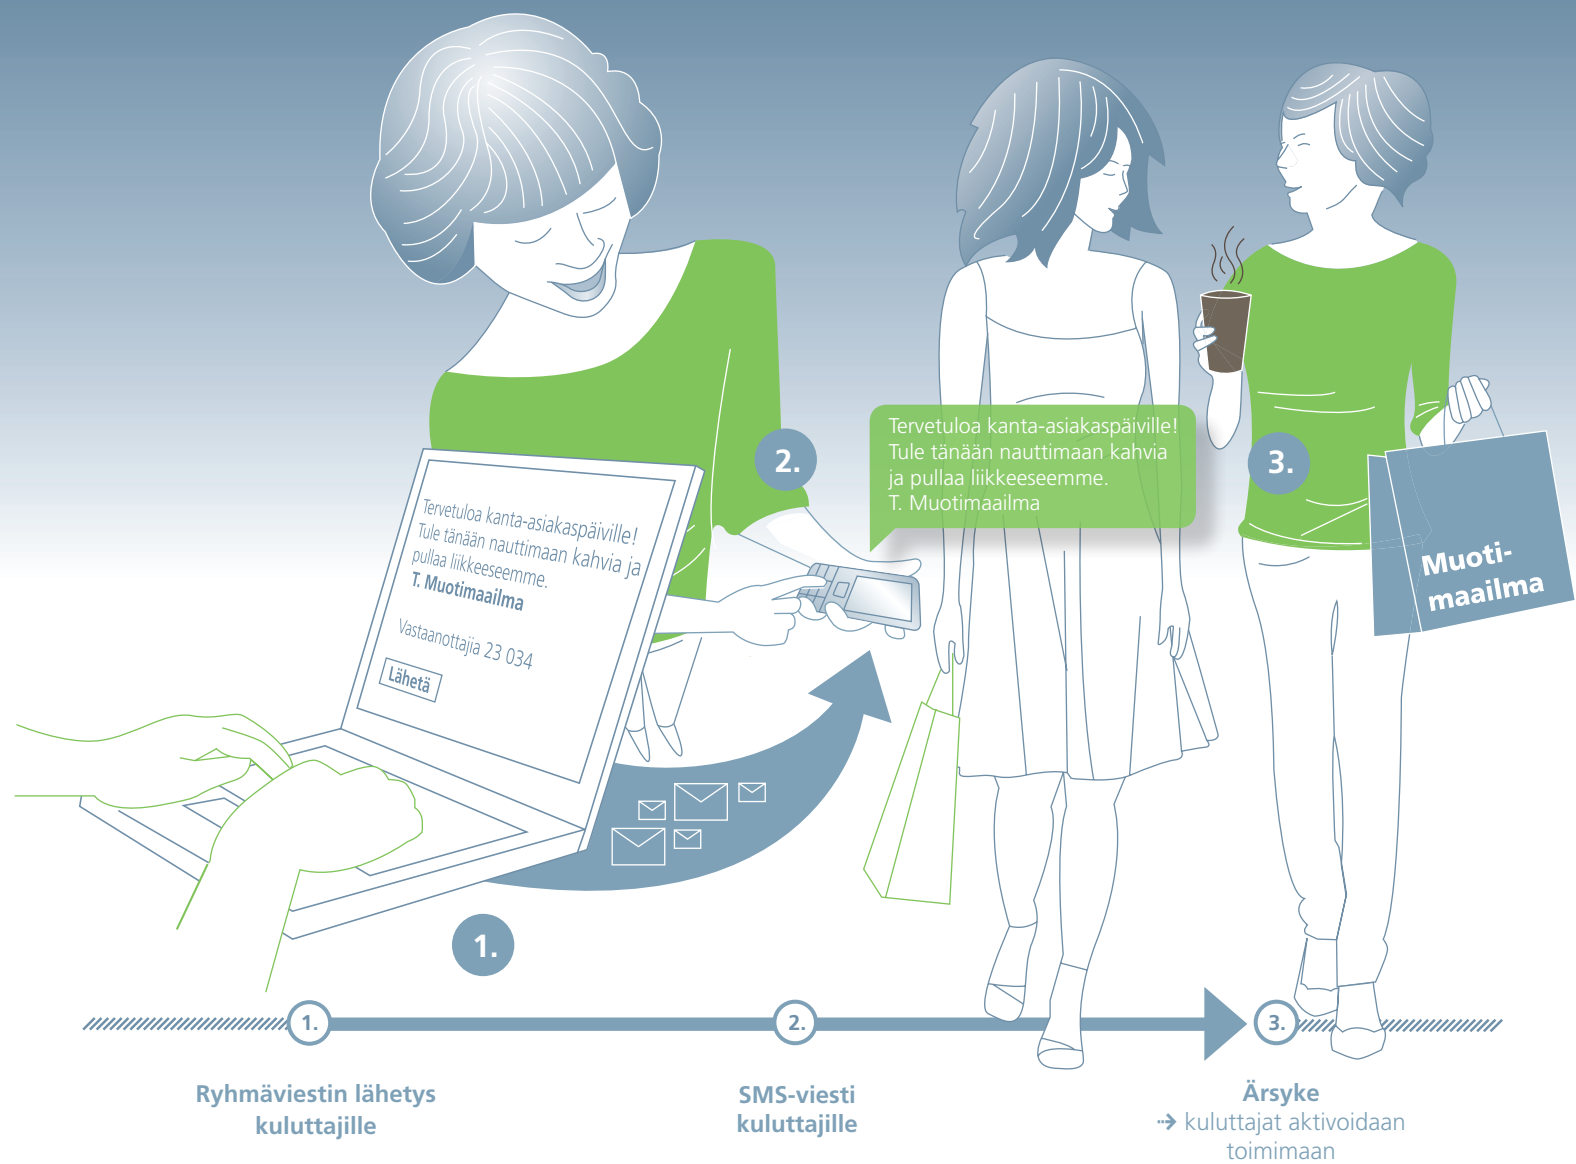 Tervetuloa kanta-asiakaspäiville!
Tule tänään nauttimaan kahvia ja
pullaa liikkeeseemme.
T. Muotimaailma
Vastaanottajia 23 034
Lähetä
2.
Tervetuloa kanta-asiakaspäiville!
Tule tänään nauttimaan kahvia
ja pullaa liikkeeseemme.
T. Muotimaailma
3.
Muoti-
maailma
1.
1.
2.
3.
Ryhmäviestin lähetys
kuluttajille
SMS-viesti
kuluttajille
Ärsyke
⇢ kuluttajat aktivoidaan
toimimaan